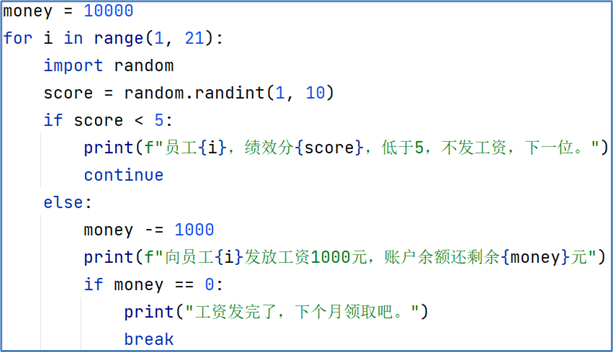 money = 10000
for i in range(1, 21):
    import random
    score = random.randint(1, 10)
    if score < 5:
        print(f"员工{i}，绩效分{score}，低于5，不发工资，下一位。")
        continue
    else:
        money -= 1000
        print(f"向员工{i}发放工资1000元，账户余额还剩余{money}元")
        if money == 0:
            print("工资发完了，下个月领取吧。")
            break